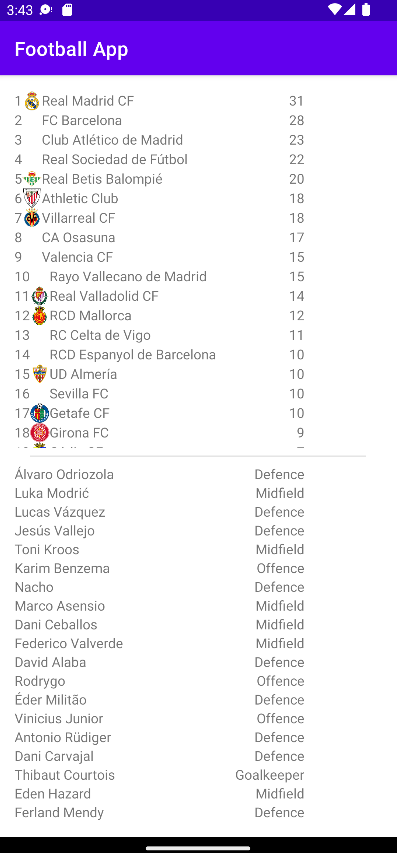 3:43
Football App
1 Real Madrid CF 31
2 FC Barcelona 28
3 Club Atlético de Madrid 23
4 Real Sociedad de Fútbol 22
5 Real Betis Balompié 20
6 Athletic Club 18
7 Villarreal CF 18
8 CA Osasuna 17
9 Valencia CF 15
10 Rayo Vallecano de Madrid 15
11 Real Valladolid CF 14
12 RCD Mallorca 12
13 RC Celta de Vigo 11
14 RCD Espanyol de Barcelona 10
15 UD Almería 10
16 Sevilla FC 10
17 Getafe CF 10
18 Girona FC 9
Álvaro Odriozola Defence
Luka Modrić Midfield
Lucas Vázquez Defence
Jesús Vallejo Defence
Toni Kroos Midfield
Karim Benzema Offence
Nacho Defence
Marco Asensio Midfield
Dani Ceballos Midfield
Federico Valverde Midfield
David Alaba Defence
Rodrygo Offence
Éder Militão Defence
Vinicius Junior Offence
Antonio Rüdiger Defence
Dani Carvajal Defence
Thibaut Courtois Goalkeeper
Eden Hazard Midfield
Ferland Mendy Defence